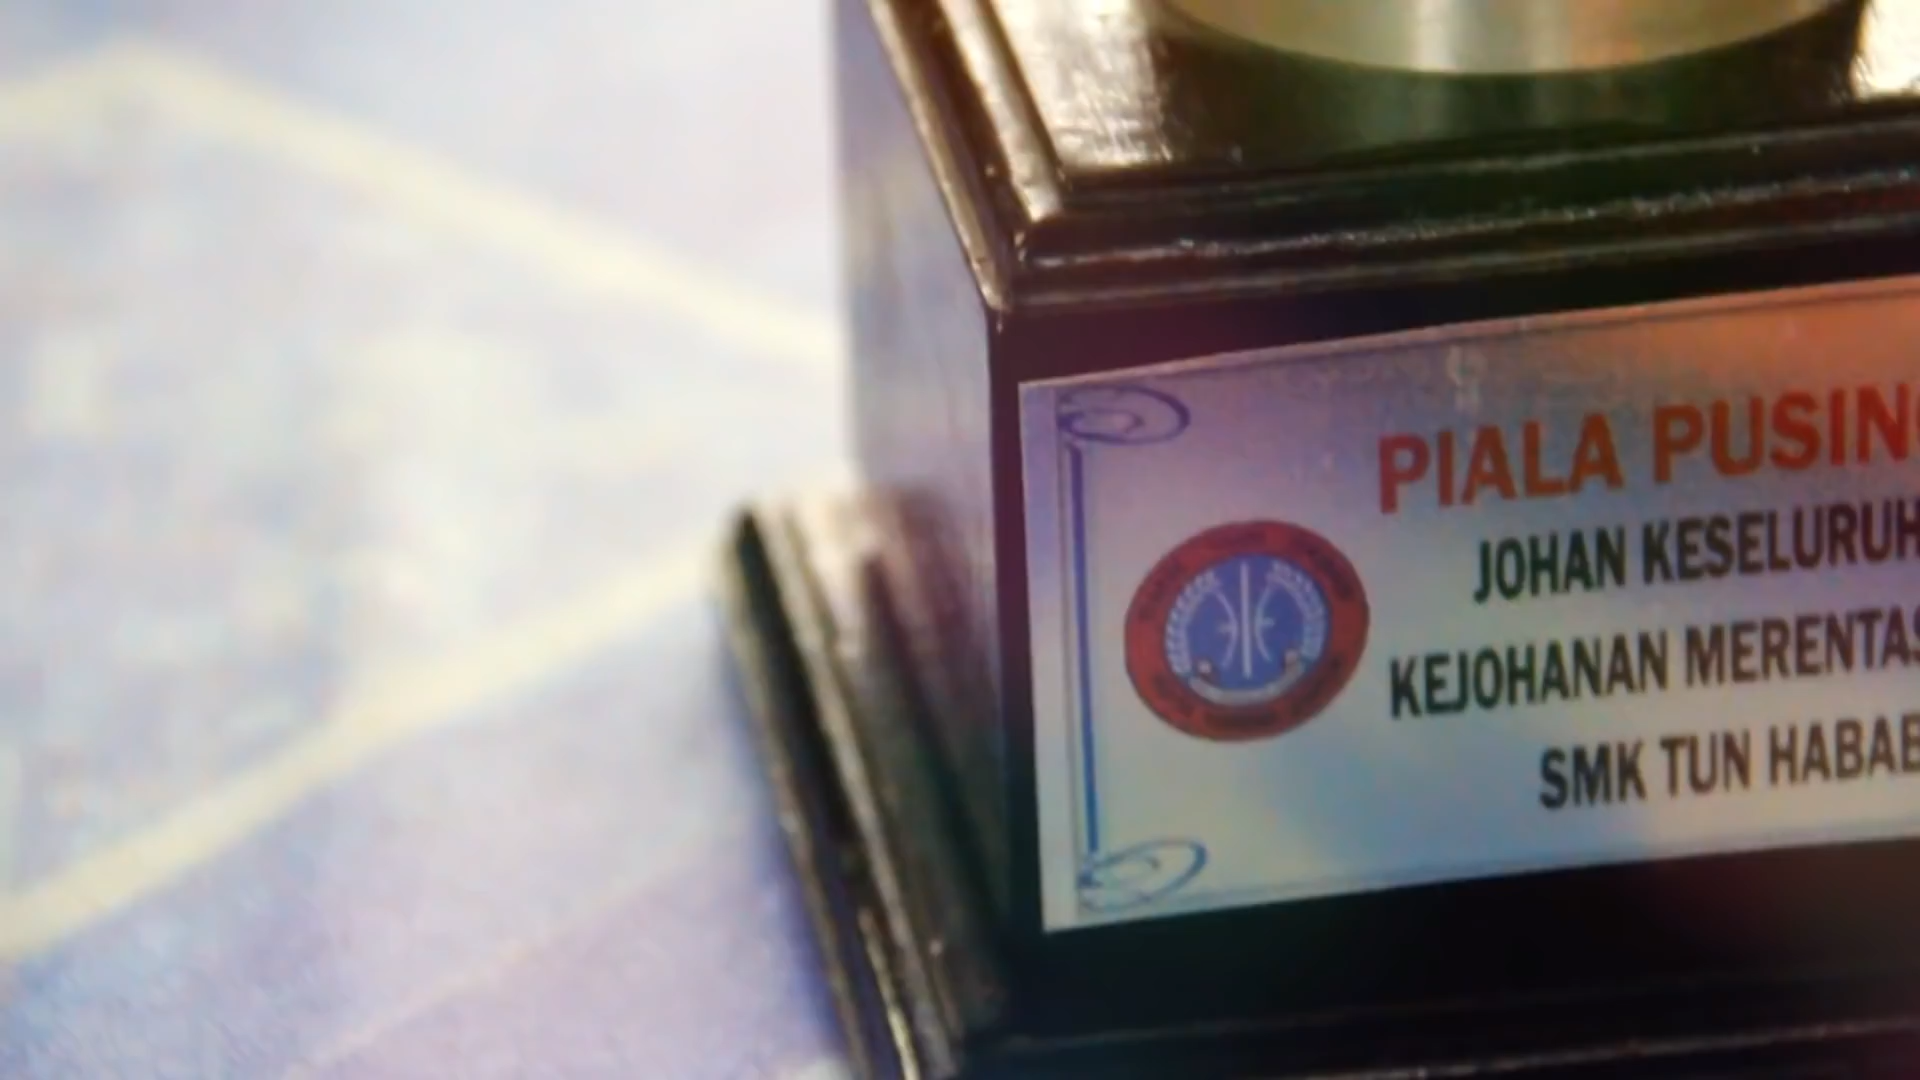 PIALA PUSING
JOHAN KESELURUH
KEJOHANAN MERENTAS
SMK TUN HABAB